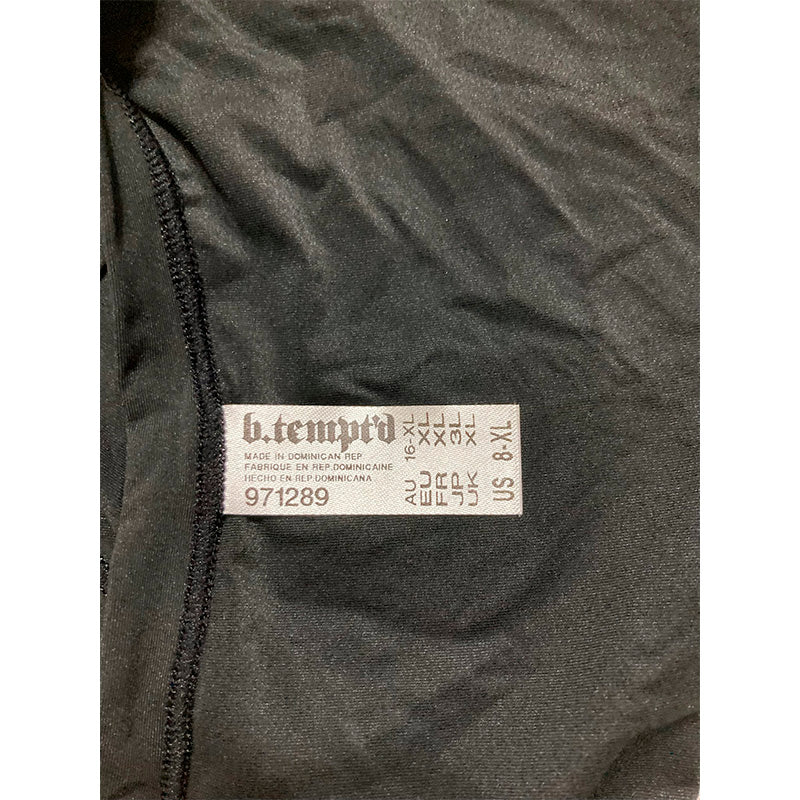 b.tempt'd
MADE IN DOMINICAN REP
FABRIQUE EN REP.DOMINICAINE
HECHO EN REP.DOMINICANA
971289
AU 16-XL
EU XL
FR XL
JP 3L
UK XL
US 8-XL